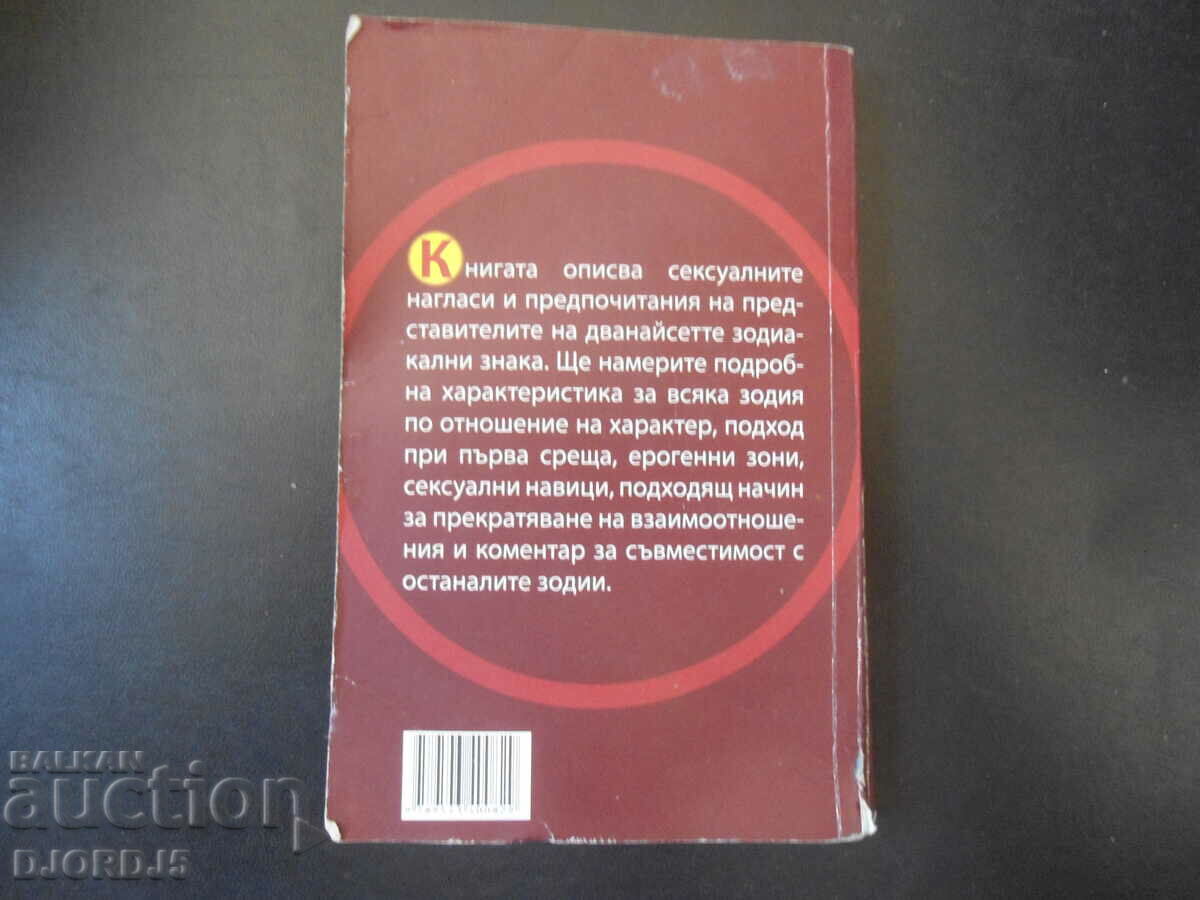 Книгата описва сексуалните
нагласи и предпочитания на пред-
ставителите на дванайсетте зодиа-
кални знака. Ще намерите подроб-
на характеристика за всяка зодия
по отношение на характер, подход
при първа среща, ерогенни зони,
сексуални навици, подходящ начин
за прекратяване на взаимоотноше-
ния и коментар за съвместимост с
останалите зодии.
BALKAN
auction
DJORDJ5